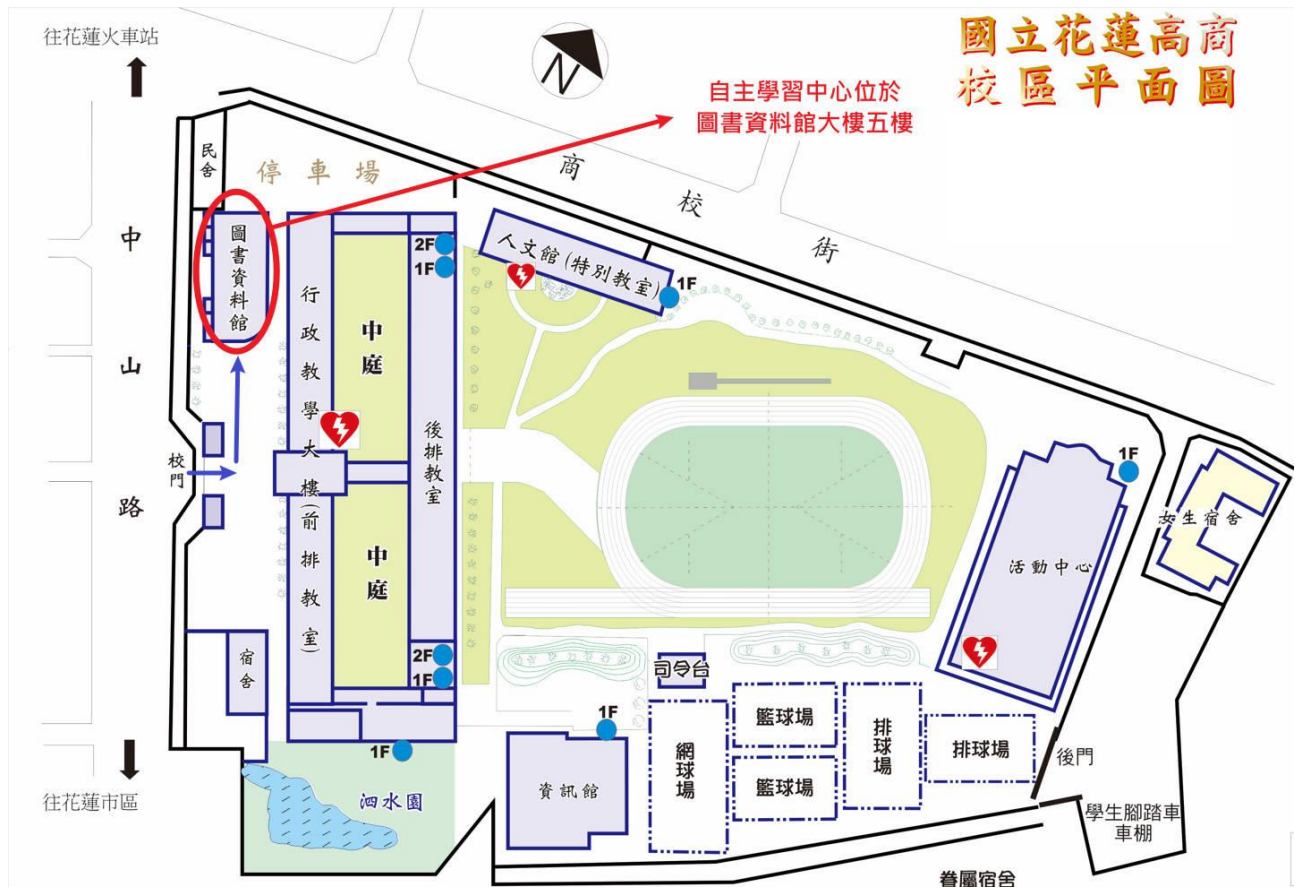 國立花蓮高商
校區平面圖
往花蓮火車站
自主學習中心位於
圖書資料館大樓五樓
民舍
停車場
商校街
中山路
圖書資料館
行政教學大樓(前排教室)
中庭
2F
1F
人文館(特別教室)
1F
後排教室
校門
中庭
1F
女生宿舍
活動中心
宿舍
2F
1F
司令台
1F
1F
網球場
籃球場
籃球場
排球場
排球場
後門
資訊館
泗水園
往花蓮市區
學生腳踏車
車棚
眷屬宿舍
N